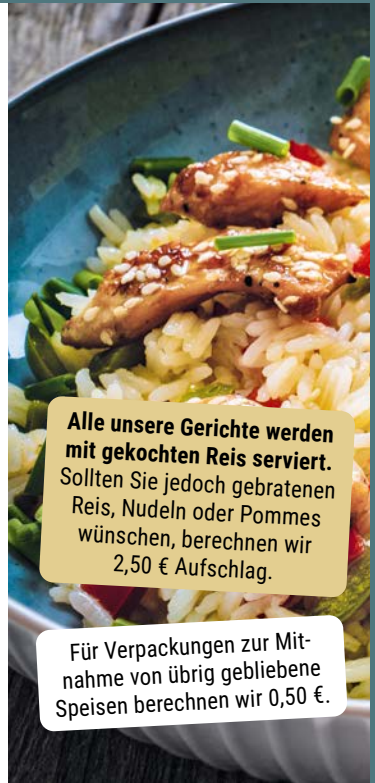 Alle unsere Gerichte werden
mit gekochten Reis serviert.
Sollten Sie jedoch gebratenen
Reis, Nudeln oder Pommes
wünschen, berechnen wir
2,50 € Aufschlag.
Für Verpackungen zur Mit-
nahme von übrig gebliebene
Speisen berechnen wir 0,50 €.